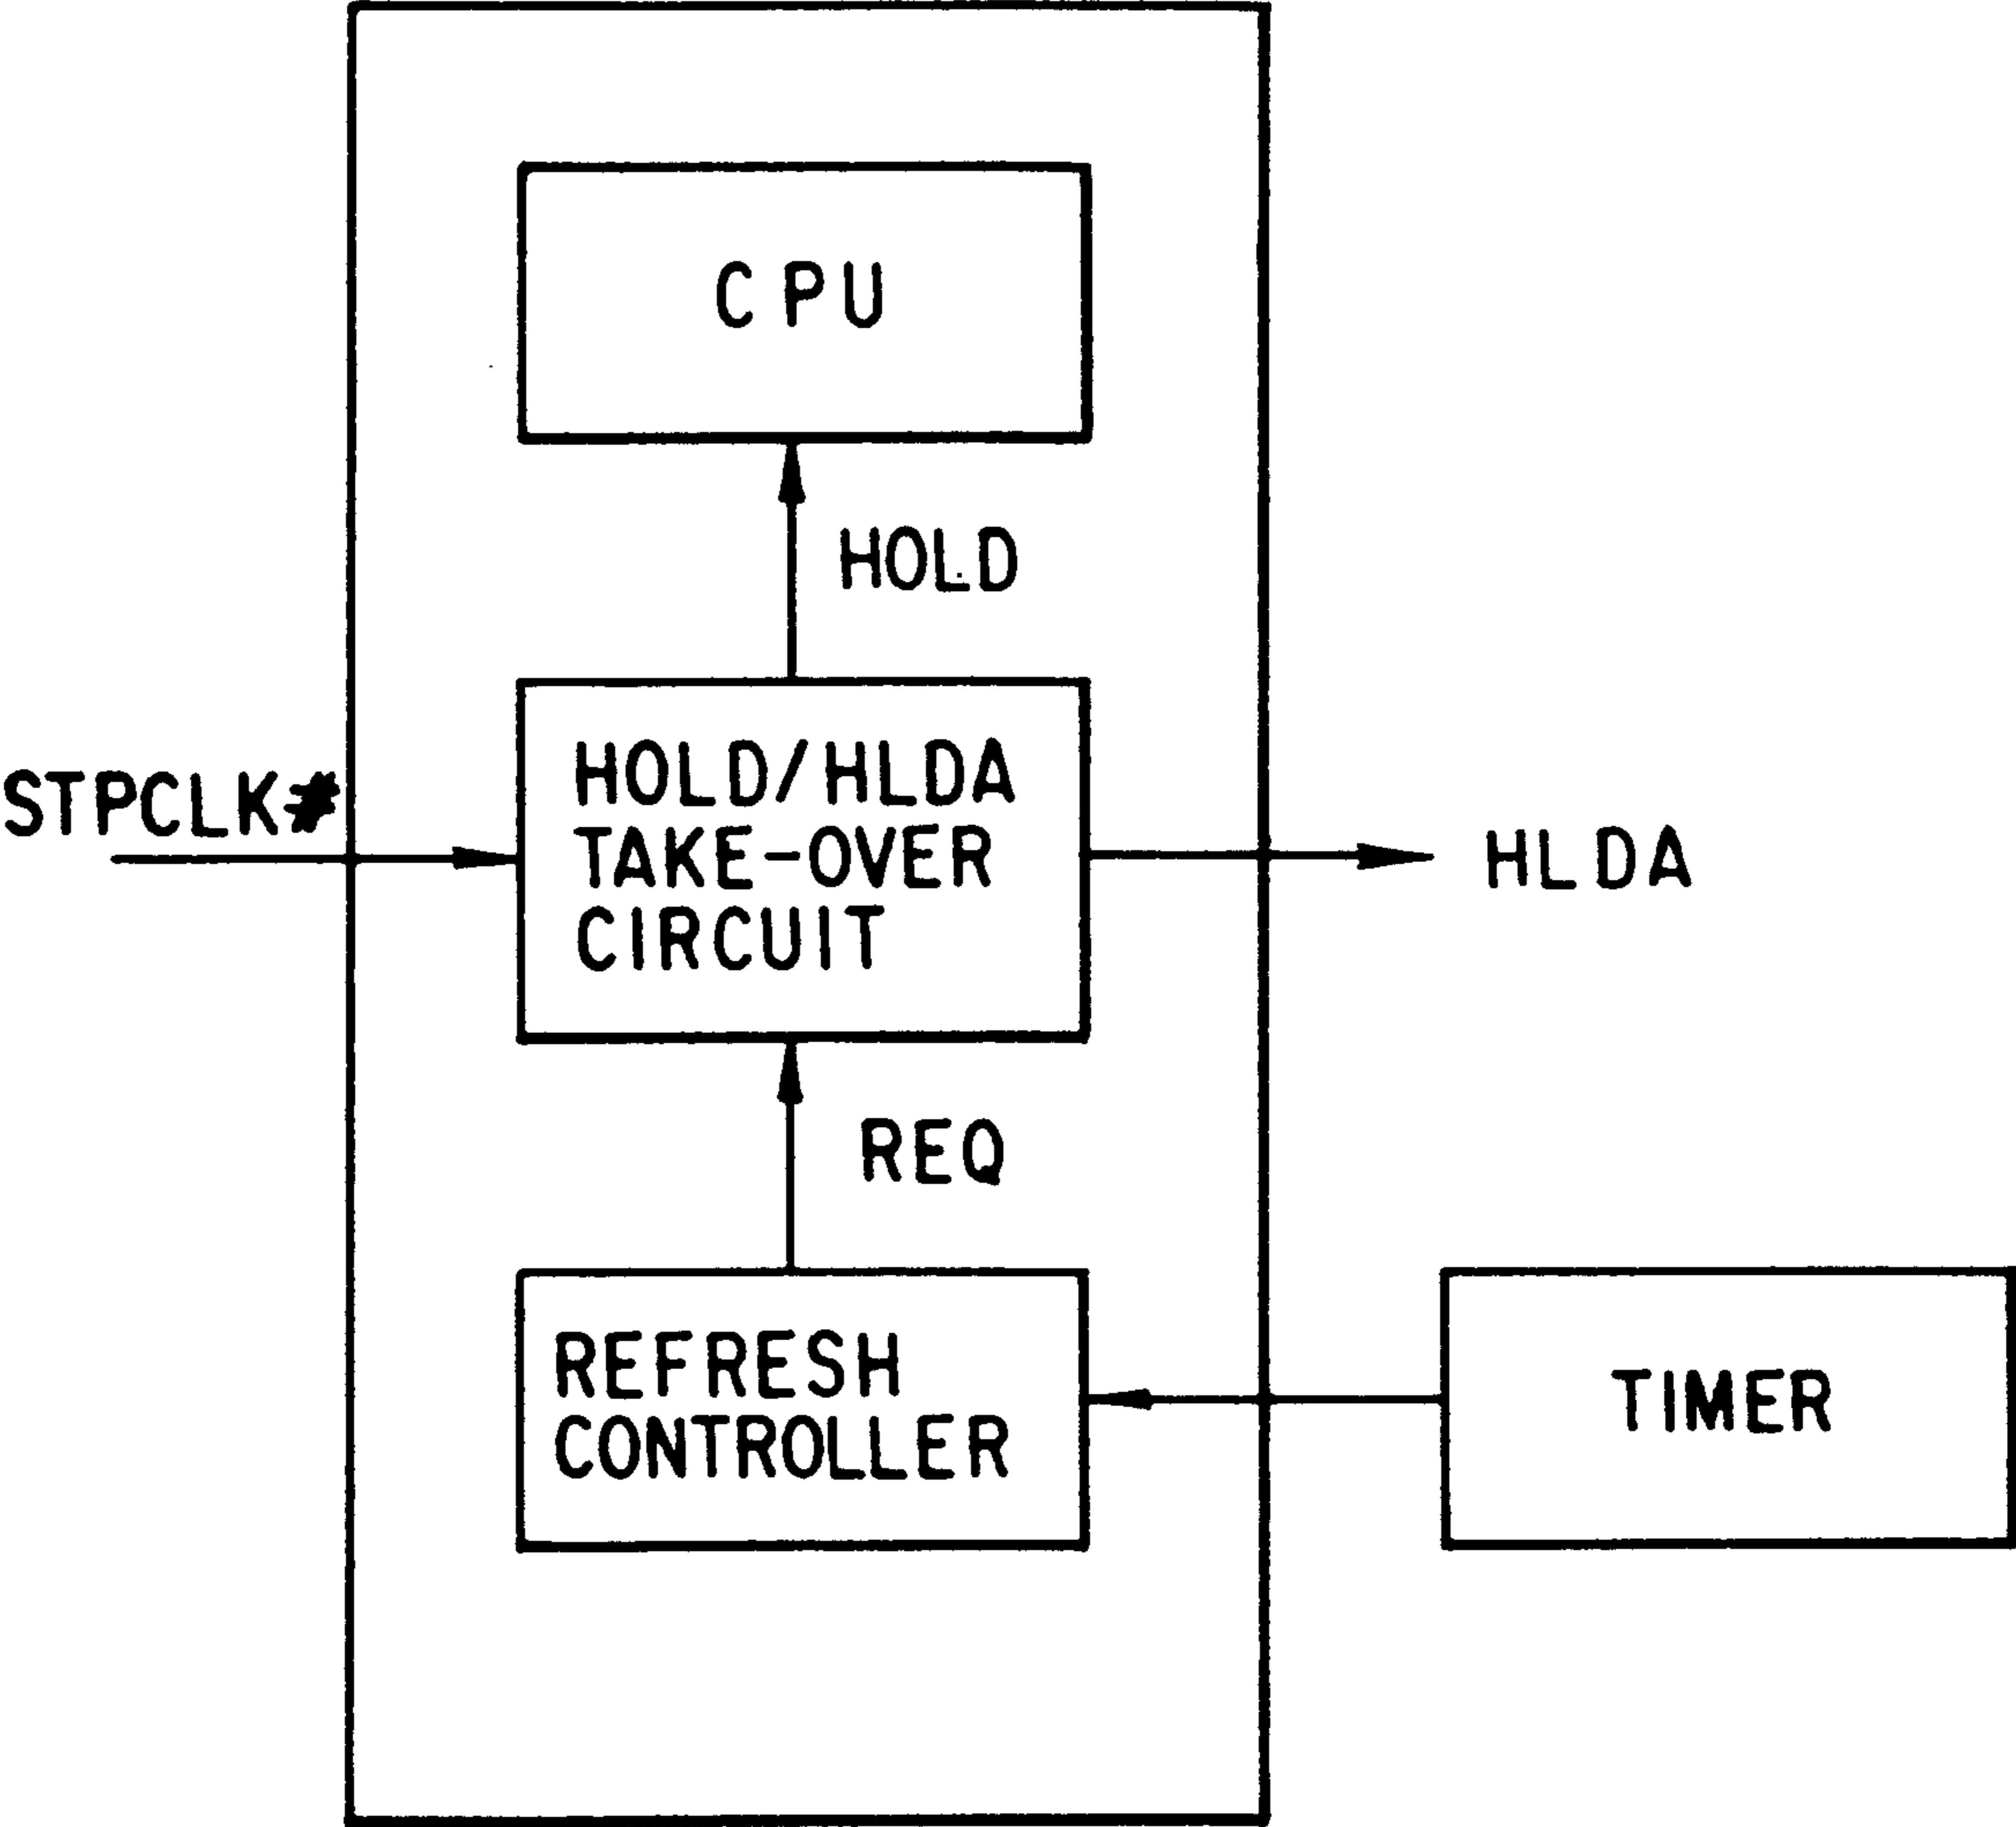 CPU
HOLD
STPCLK#
HOLD/HLDA
TAKE-OVER
CIRCUIT
HLDA
REQ
REFRESH
CONTROLLER
TIMER